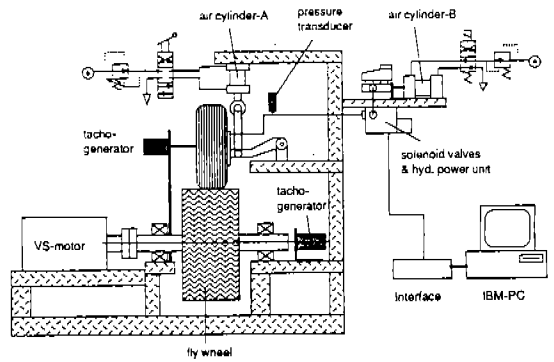 air cylinder-A
pressure
transducer
air cylinder-B
tacho-
generator
solenoid valves
& hyd. power unit
tacho-
generator
VS-motor
Interface
IBM-PC
fly wheel